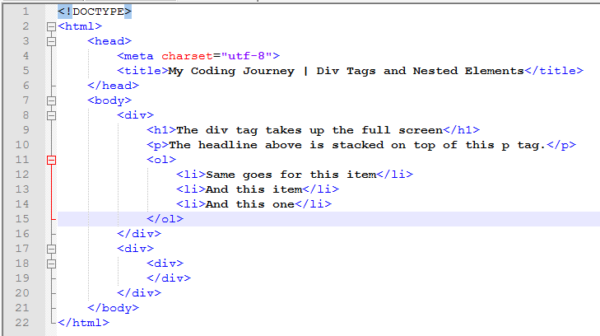 1 <!DOCTYPE>
2 <html>
3 <head>
4 <meta charset="utf-8">
5 <title>My Coding Journey | Div Tags and Nested Elements</title>
6 </head>
7 <body>
8 <div>
9 <h1>The div tag takes up the full screen</h1>
10 <p>The headline above is stacked on top of this p tag.</p>
11 <ol>
12 <li>Same goes for this item</li>
13 <li>And this item</li>
14 <li>And this one</li>
15 </ol>
16 </div>
17 <div>
18 <div>
19 </div>
20 </div>
21 </body>
22 </html>